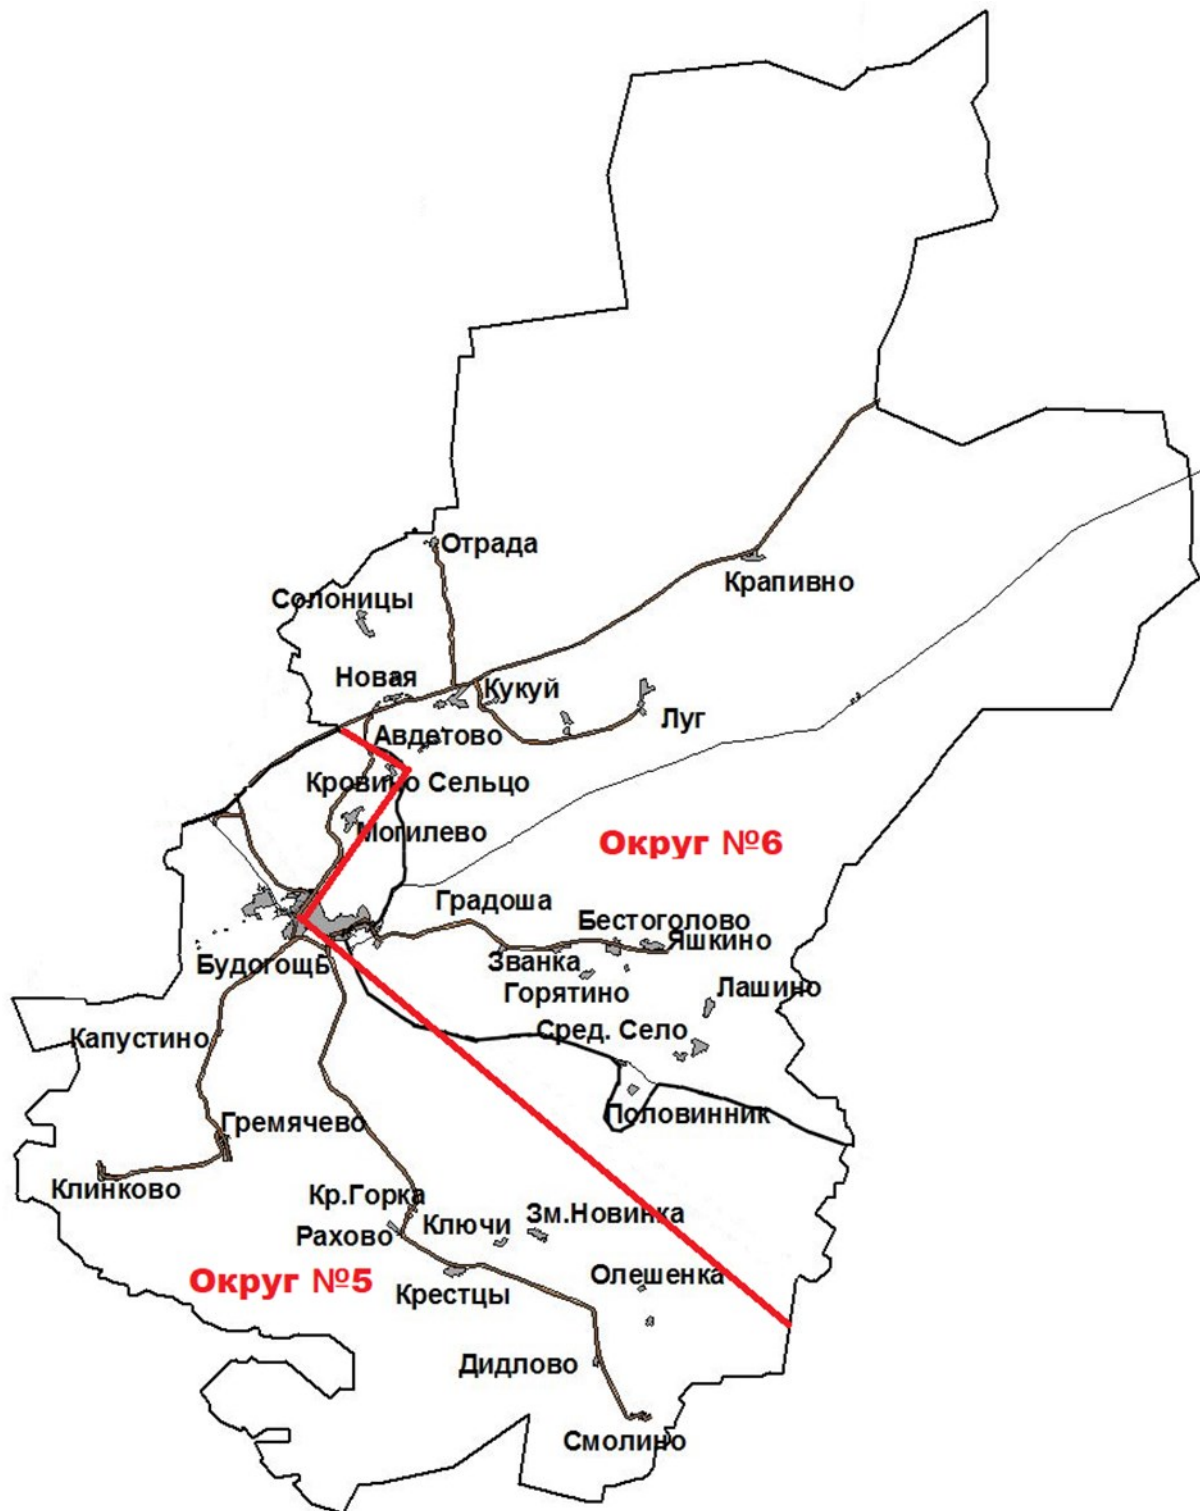 Отрада
Крапивно
Солоницы
Новая
Кукуй
Луг
Авдетово
Кровино Сельцо
Могилево
Округ №6
Градоша
Бестоголово
Яшкино
Званка
Будогощь
Горятино
Лашино
Сред. Село
Капустино
Половинник
Гремячево
Клинково
Кр.Горка
Ключи
Зм.Новинка
Рахово
Округ №5
Олешенка
Крестцы
Дидлово
Смолино